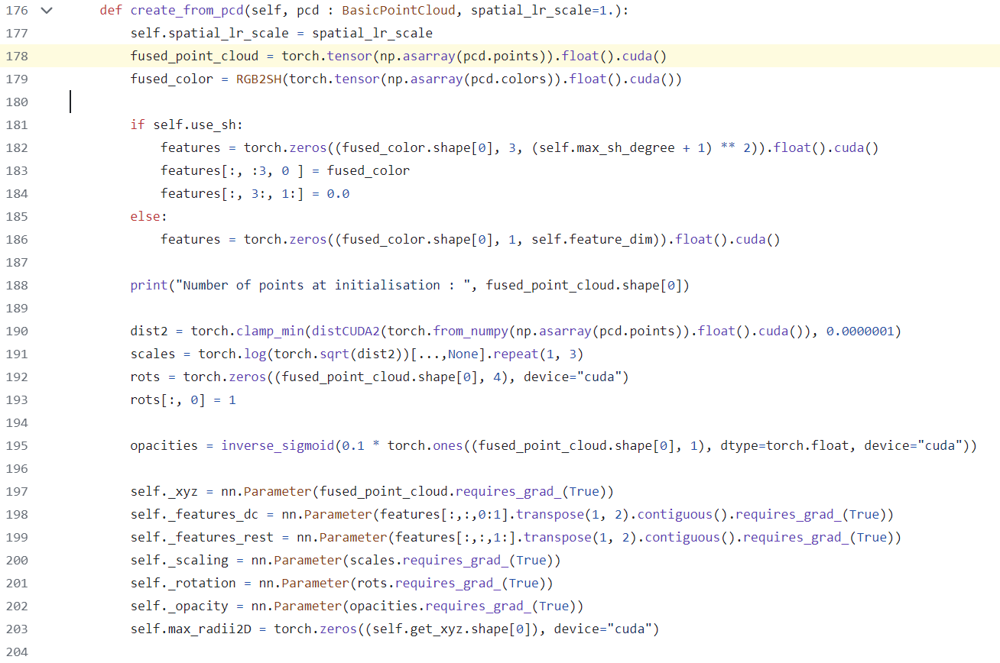 176 def create_from_pcd(self, pcd : BasicPointCloud, spatial_lr_scale=1.):
177 self.spatial_lr_scale = spatial_lr_scale
178 fused_point_cloud = torch.tensor(np.asarray(pcd.points)).float().cuda()
179 fused_color = RGB2SH(torch.tensor(np.asarray(pcd.colors)).float().cuda())
180
181 if self.use_sh:
182 features = torch.zeros((fused_color.shape[0], 3, (self.max_sh_degree + 1) ** 2)).float().cuda()
183 features[:, :3, 0 ] = fused_color
184 features[:, 3:, 1:] = 0.0
185 else:
186 features = torch.zeros((fused_color.shape[0], 1, self.feature_dim)).float().cuda()
187
188 print("Number of points at initialisation : ", fused_point_cloud.shape[0])
189
190 dist2 = torch.clamp_min(distCUDA2(torch.from_numpy(np.asarray(pcd.points)).float().cuda()), 0.0000001)
191 scales = torch.log(torch.sqrt(dist2))[...,None].repeat(1, 3)
192 rots = torch.zeros((fused_point_cloud.shape[0], 4), device="cuda")
193 rots[:, 0] = 1
194
195 opacities = inverse_sigmoid(0.1 * torch.ones((fused_point_cloud.shape[0], 1), dtype=torch.float, device="cuda"))
196
197 self._xyz = nn.Parameter(fused_point_cloud.requires_grad_(True))
198 self._features_dc = nn.Parameter(features[:,:,0:1].transpose(1, 2).contiguous().requires_grad_(True))
199 self._features_rest = nn.Parameter(features[:,:,1:].transpose(1, 2).contiguous().requires_grad_(True))
200 self._scaling = nn.Parameter(scales.requires_grad_(True))
201 self._rotation = nn.Parameter(rots.requires_grad_(True))
202 self._opacity = nn.Parameter(opacities.requires_grad_(True))
203 self.max_radii2D = torch.zeros((self.get_xyz.shape[0]), device="cuda")
204